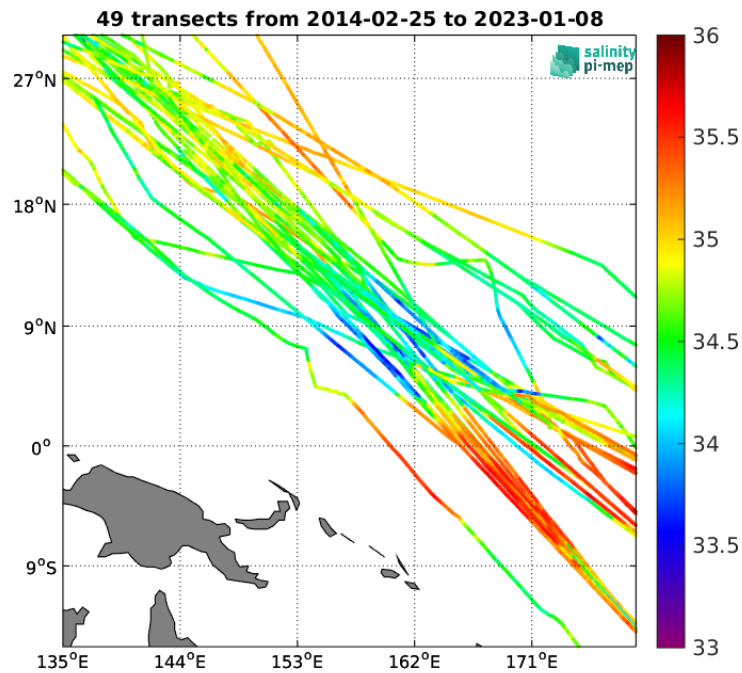 49 transects from 2014-02-25 to 2023-01-08
salinity
pi-mep
27°N
18°N
9°N
0°
9°S
135°E
144°E
153°E
162°E
171°E
36
35.5
35
34.5
34
33.5
33